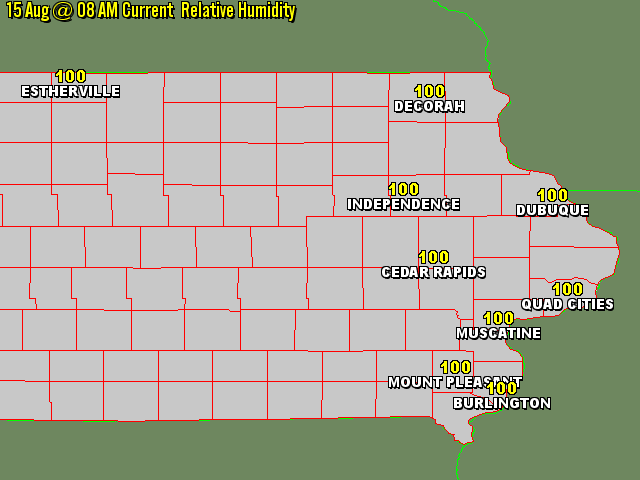 15 Aug @ 08 AM Current Relative Humidity
100
ESTHERVILLE
100
DECORAH
100
INDEPENDENCE
100
DUBUQUE
100
CEDAR RAPIDS
100
QUAD CITIES
100
MUSCATINE
100
MOUNT PLEASANT
100
BURLINGTON